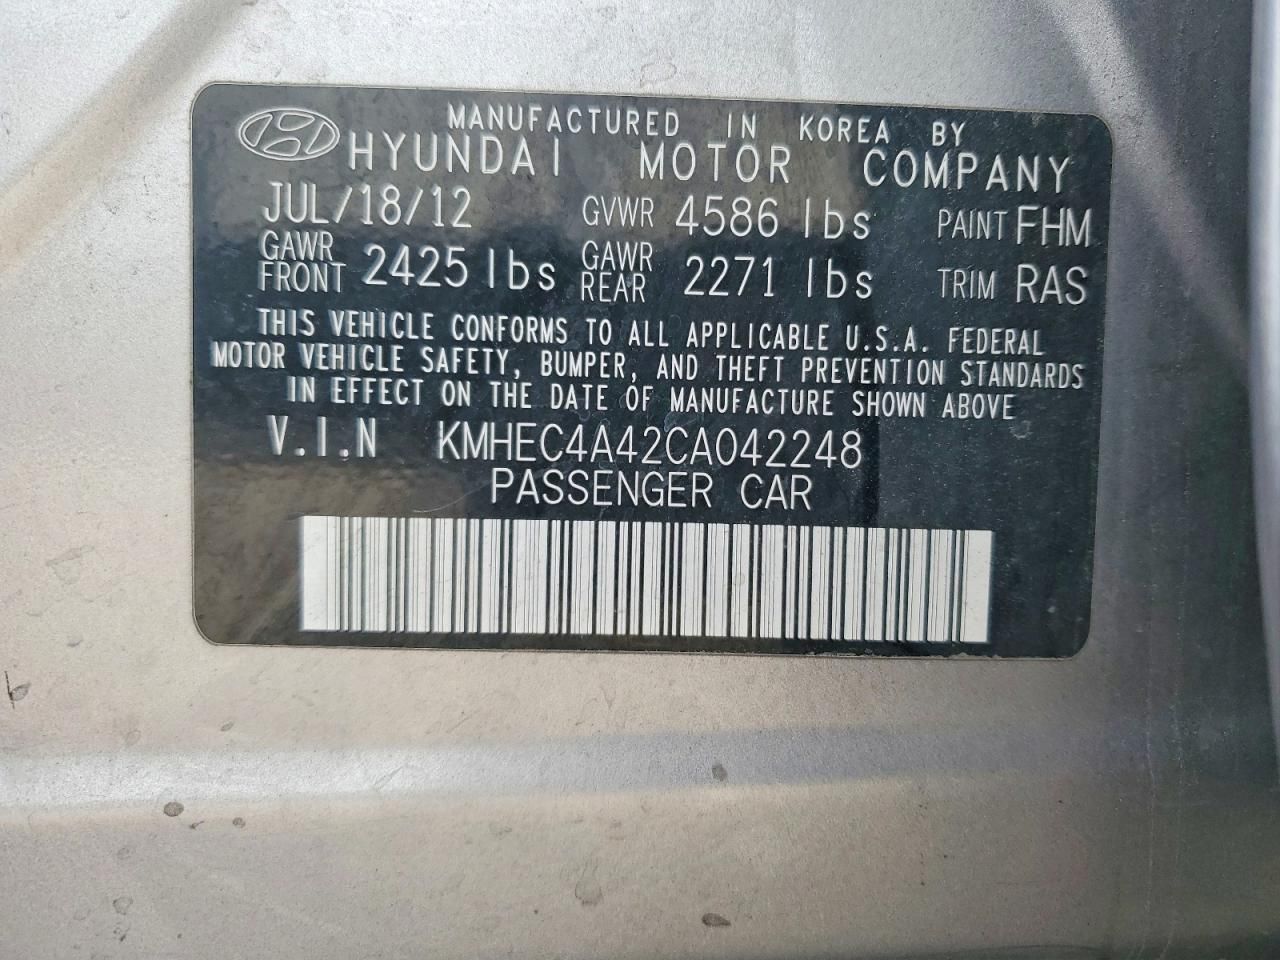 MANUFACTURED IN KOREA BY
HYUNDAI MOTOR COMPANY
JUL/18/12 GVWR 4586 lbs PAINT FHM
GAWR FRONT 2425 lbs GAWR REAR 2271 lbs TRIM RAS
THIS VEHICLE CONFORMS TO ALL APPLICABLE U.S.A. FEDERAL
MOTOR VEHICLE SAFETY, BUMPER, AND THEFT PREVENTION STANDARDS
IN EFFECT ON THE DATE OF MANUFACTURE SHOWN ABOVE
V.I.N KMHEC4A42CA042248
PASSENGER CAR